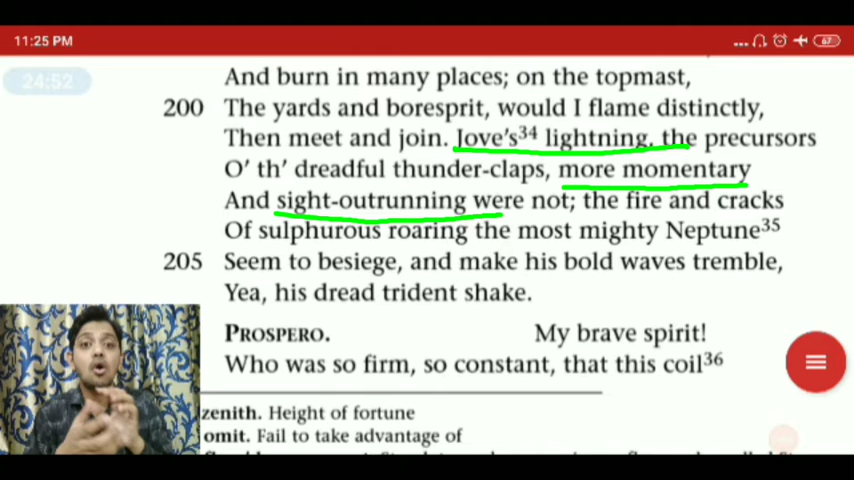 11:25 PM
67
24:52
And burn in many places; on the topmast,
200 The yards and boresprit, would I flame distinctly,
Then meet and join. Jove's34 lightning, the precursors
O' th' dreadful thunder-claps, more momentary
And sight-outrunning were not; the fire and cracks
Of sulphurous roaring the most mighty Neptune35
205 Seem to besiege, and make his bold waves tremble,
Yea, his dread trident shake.
PROSPERO. My brave spirit!
Who was so firm, so constant, that this coil36
zenith. Height of fortune
omit. Fail to take advantage of